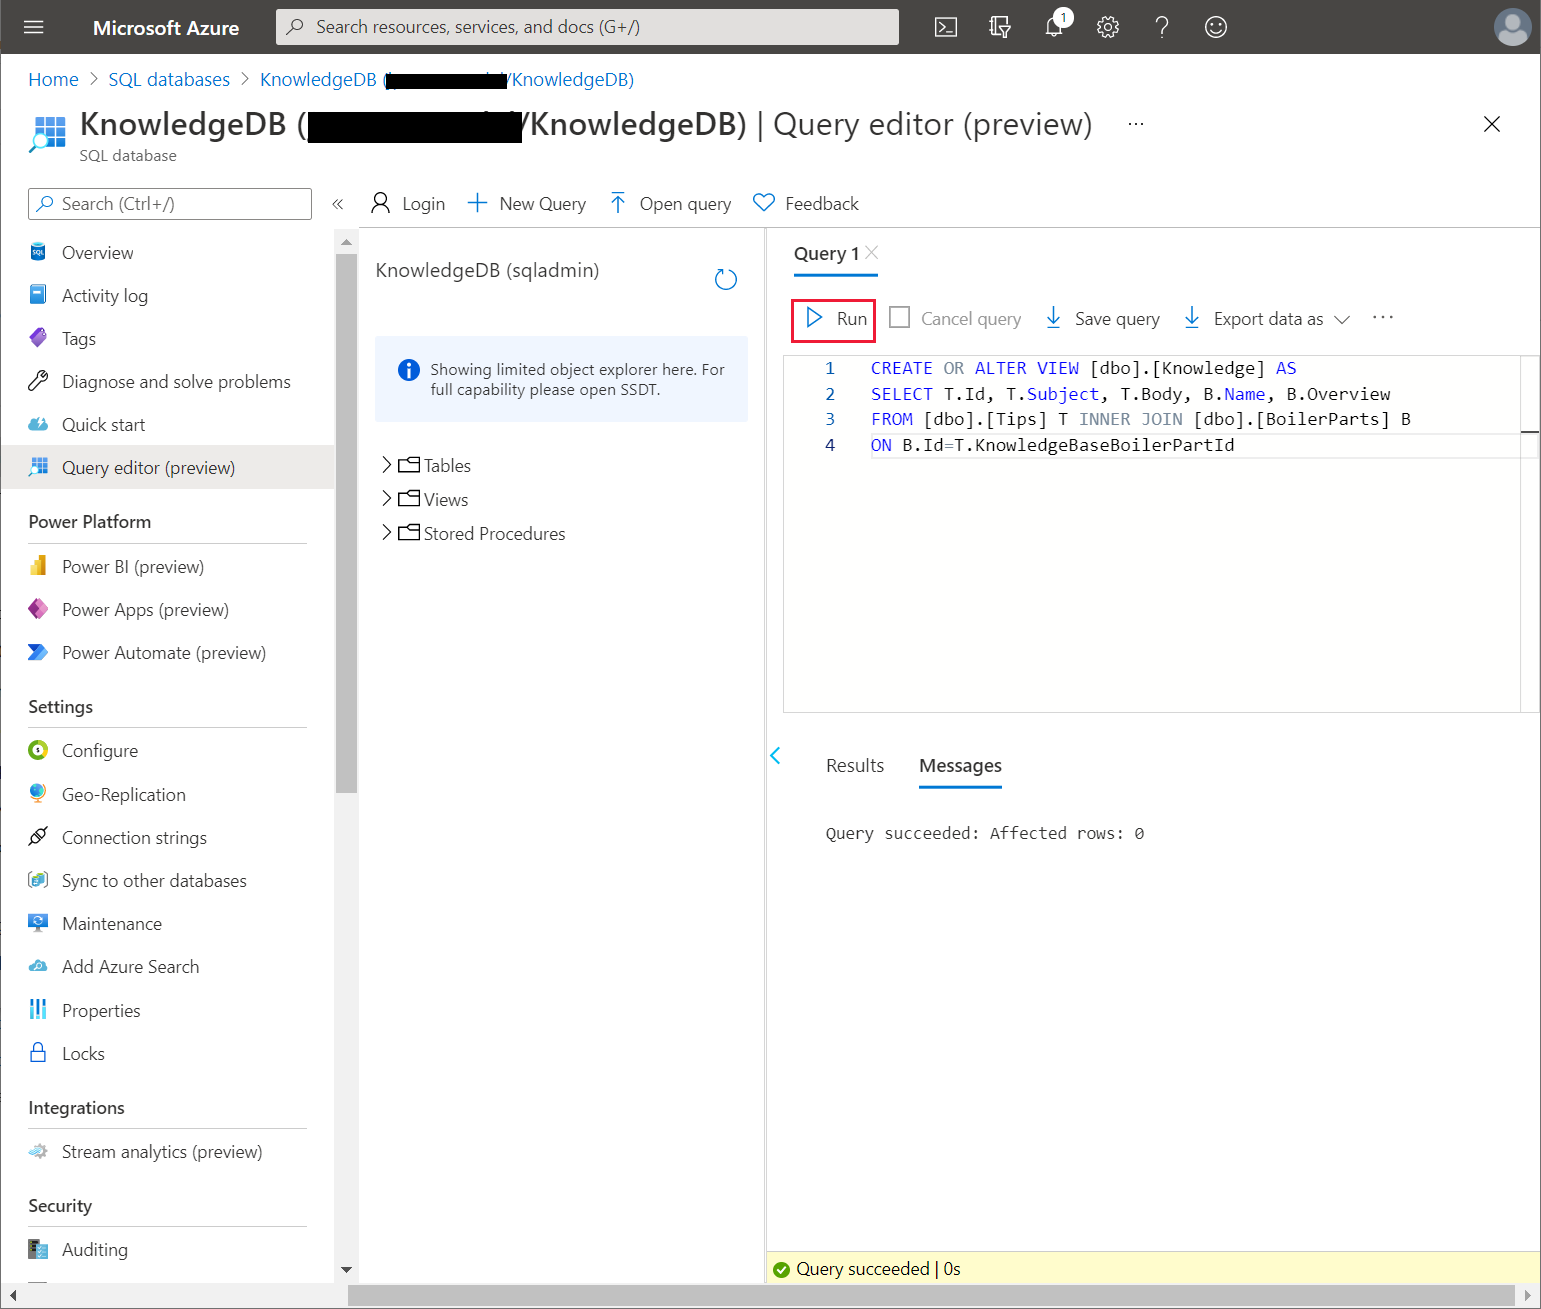 Microsoft Azure
Search resources, services, and docs (G+/)
1
Home > SQL databases > KnowledgeDB ( /KnowledgeDB)
KnowledgeDB ( /KnowledgeDB) | Query editor (preview) ...
SQL database
Search (Ctrl+/)
«
Login
New Query
Open query
Feedback
Overview
Activity log
Tags
Diagnose and solve problems
Quick start
Query editor (preview)
Power Platform
Power BI (preview)
Power Apps (preview)
Power Automate (preview)
Settings
Configure
Geo-Replication
Connection strings
Sync to other databases
Maintenance
Add Azure Search
Properties
Locks
Integrations
Stream analytics (preview)
Security
Auditing
KnowledgeDB (sqladmin)
Showing limited object explorer here. For
full capability please open SSDT.
Tables
Views
Stored Procedures
Query 1
Run
Cancel query
Save query
Export data as
...
1 CREATE OR ALTER VIEW [dbo].[Knowledge] AS
2 SELECT T.Id, T.Subject, T.Body, B.Name, B.Overview
3 FROM [dbo].[Tips] T INNER JOIN [dbo].[BoilerParts] B
4 ON B.Id=T.KnowledgeBaseBoilerPartId
Results
Messages
Query succeeded: Affected rows: 0
Query succeeded | 0s